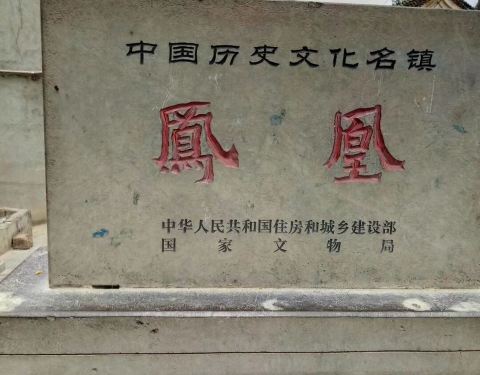 中国历史文化名镇
鳳凰
中华人民共和国住房和城乡建设部
国家文物局